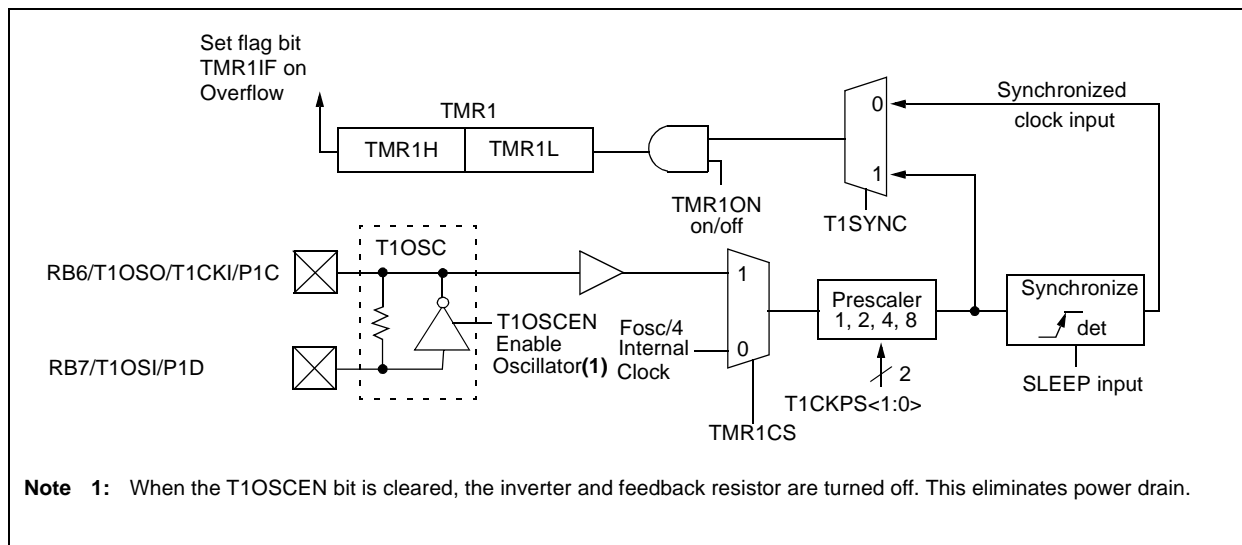 Set flag bit
TMR1IF on
Overflow
TMR1
TMR1H
TMR1L
TMR1ON
on/off
0
1
T1SYNC
Synchronized
clock input
RB6/T1OSO/T1CKI/P1C
RB7/T1OSI/P1D
T1OSC
T1OSCEN
Enable
Oscillator(1)
Fosc/4
Internal
Clock
1
0
TMR1CS
Prescaler
1, 2, 4, 8
2
T1CKPS<1:0>
Synchronize
det
SLEEP input
Note 1: When the T1OSCEN bit is cleared, the inverter and feedback resistor are turned off. This eliminates power drain.